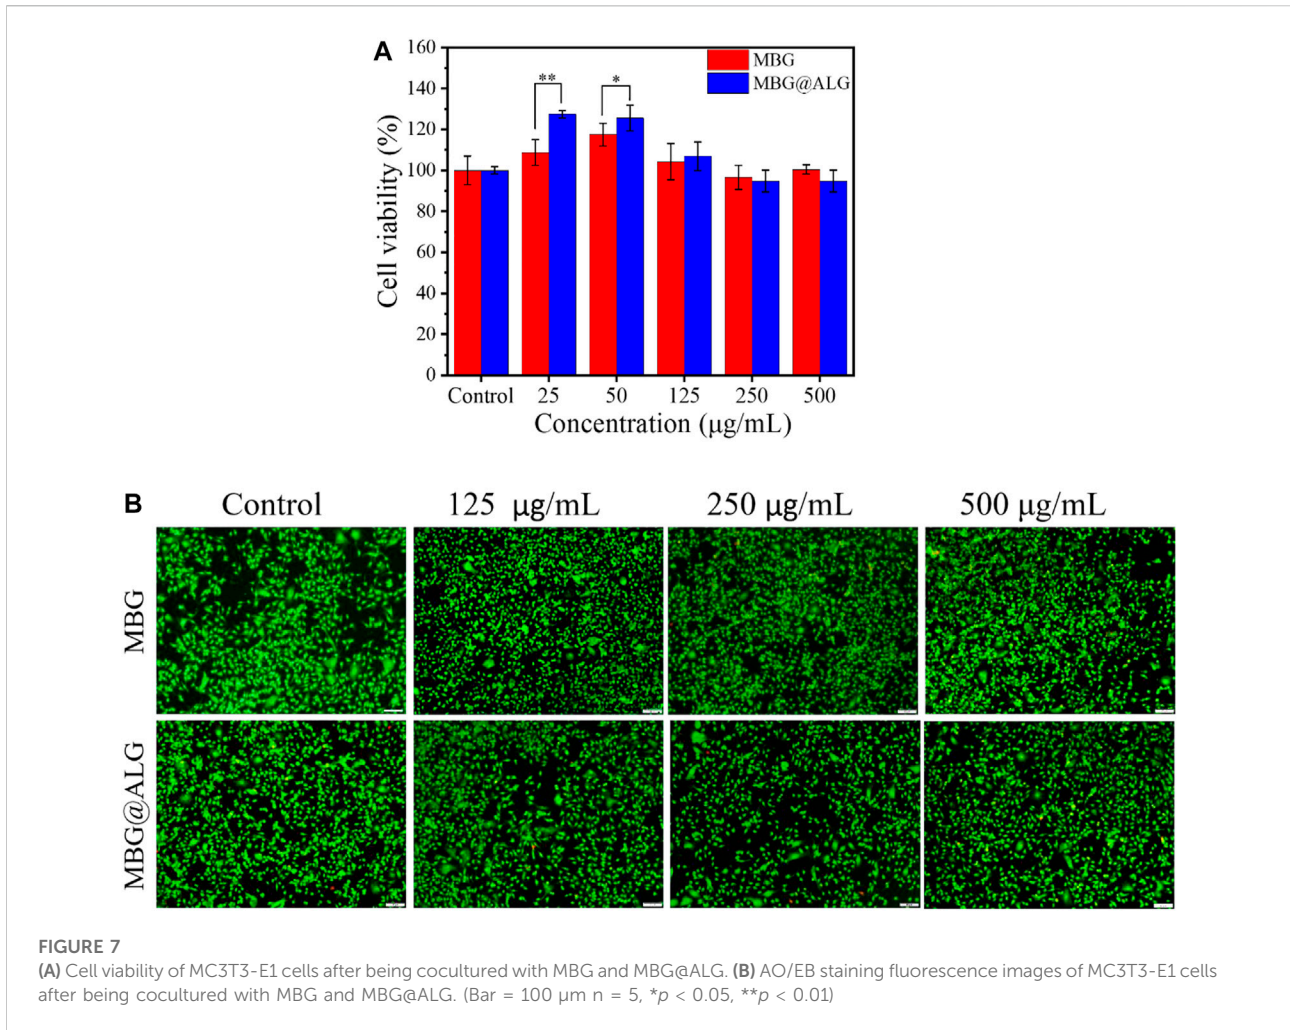 A
160
140
120
100
80
60
40
20
0
Cell viability (%)
MBG
MBG@ALG
**
*
Control 25 50 125 250 500
Concentration (μg/mL)
B
Control 125 μg/mL 250 μg/mL 500 μg/mL
MBG
MBG@ALG
FIGURE 7
(A) Cell viability of MC3T3-E1 cells after being cocultured with MBG and MBG@ALG. (B) AO/EB staining fluorescence images of MC3T3-E1 cells
after being cocultured with MBG and MBG@ALG. (Bar = 100 μm n = 5, *p < 0.05, **p < 0.01)